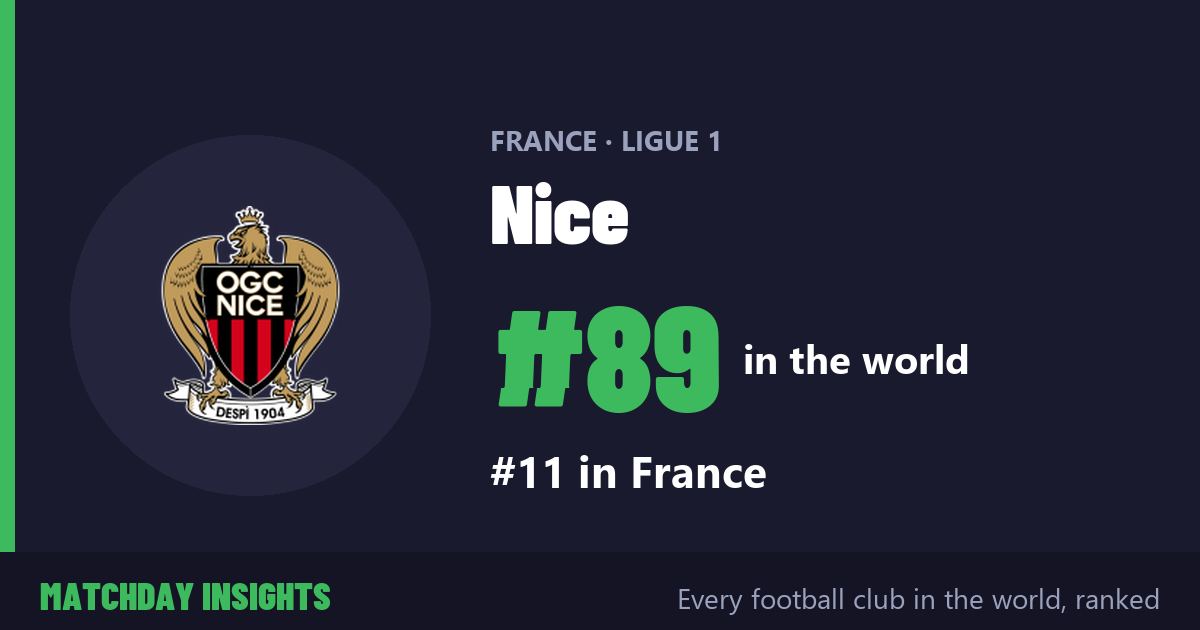 FRANCE · LIGUE 1
Nice
OGC
NICE
DESPÌ 1904
#89 in the world
#11 in France
MATCHDAY INSIGHTS
Every football club in the world, ranked